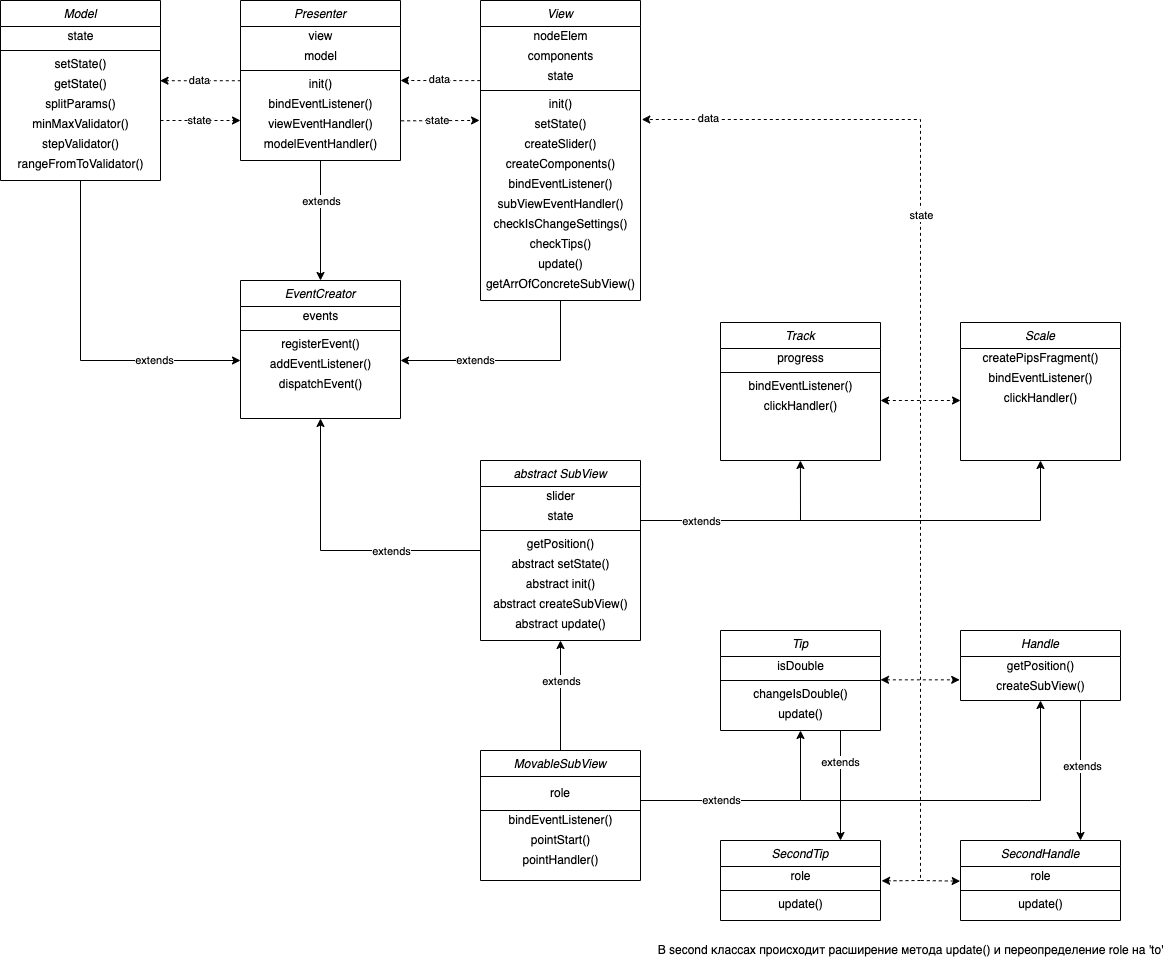 Model
state
setState()
getState()
splitParams()
minMaxValidator()
stepValidator()
rangeFromToValidator()
data
state
Presenter
view
model
init()
bindEventListener()
viewEventHandler()
modelEventHandler()
data
state
View
nodeElem
components
state
init()
setState()
createSlider()
createComponents()
bindEventListener()
subViewEventHandler()
checkIsChangeSettings()
checkTips()
update()
getArrOfConcreteSubView()
data
state
extends
EventCreator
events
registerEvent()
addEventListener()
dispatchEvent()
extends
extends
Track
progress
bindEventListener()
clickHandler()
Scale
createPipsFragment()
bindEventListener()
clickHandler()
abstract SubView
slider
state
getPosition()
abstract setState()
abstract init()
abstract createSubView()
abstract update()
extends
extends
extends
Tip
isDouble
changeIsDouble()
update()
Handle
getPosition()
createSubView()
MovableSubView
role
bindEventListener()
pointStart()
pointHandler()
extends
extends
extends
SecondTip
role
update()
SecondHandle
role
update()
В second классах происходит расширение метода update() и переопределение role на 'to'